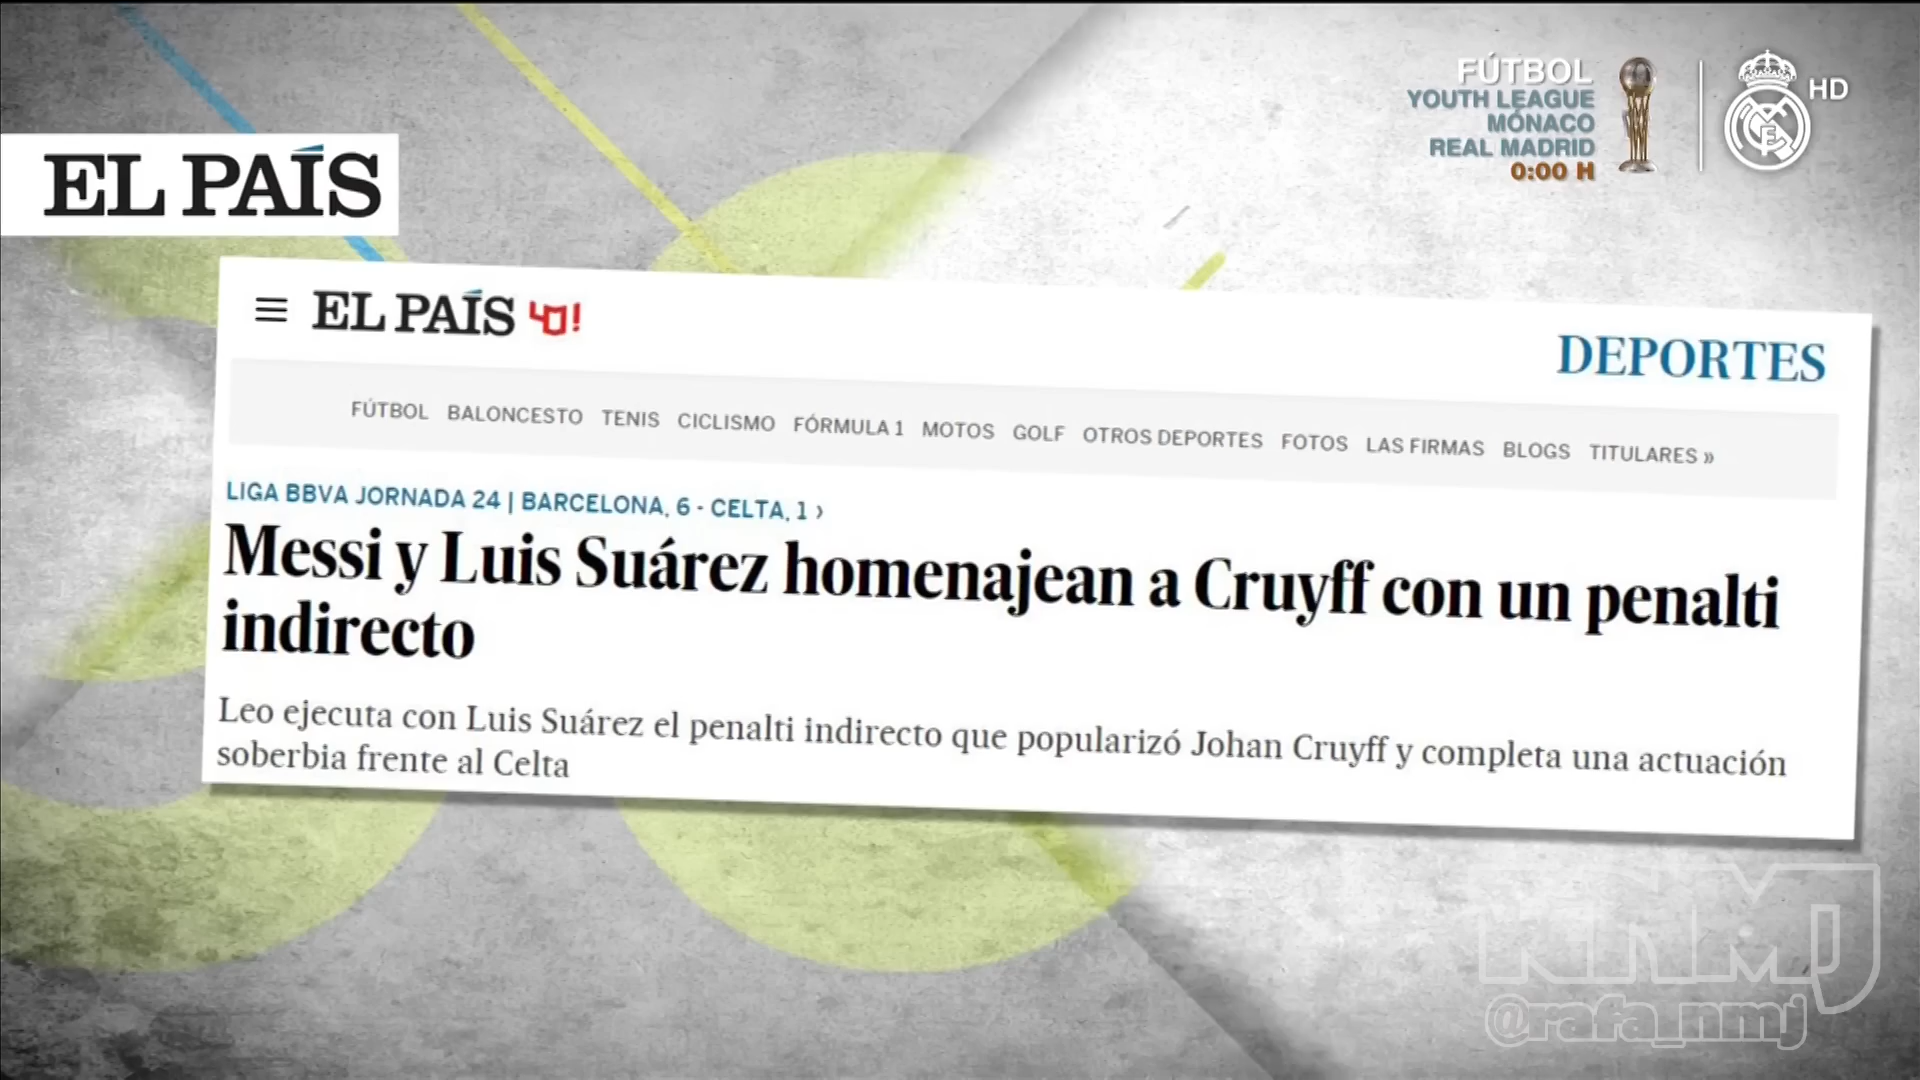 FÚTBOL
YOUTH LEAGUE
MÓNACO
REAL MADRID
0:00 H
HD
EL PAÍS
EL PAÍS 40!
DEPORTES
FÚTBOL BALONCESTO TENIS CICLISMO FÓRMULA 1 MOTOS GOLF OTROS DEPORTES FOTOS LAS FIRMAS BLOGS TITULARES »
LIGA BBVA JORNADA 24 | BARCELONA, 6 - CELTA, 1 ›
Messi y Luis Suárez homenajean a Cruyff con un penalti
indirecto
Leo ejecuta con Luis Suárez el penalti indirecto que popularizó Johan Cruyff y completa una actuación
soberbia frente al Celta
RNMJ
@rafa_nmj